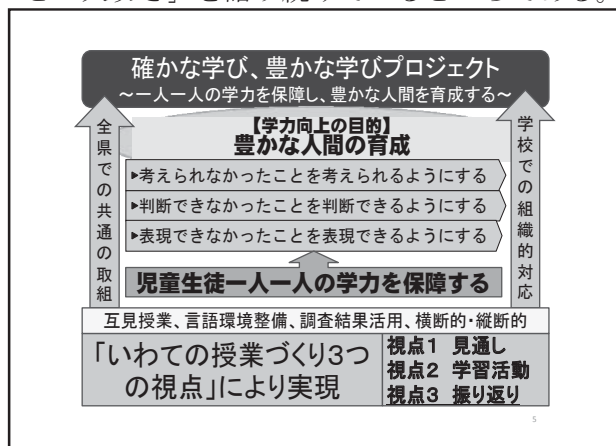 確かな学び、豊かな学びプロジェクト
～一人一人の学力を保障し、豊かな人間を育成する～
全県での共通の取組
【学力向上の目的】
豊かな人間の育成
▶考えられなかったことを考えられるようにする
▶判断できなかったことを判断できるようにする
▶表現できなかったことを表現できるようにする
児童生徒一人一人の学力を保障する
学校での組織的対応
互見授業、言語環境整備、調査結果活用、横断的・縦断的
「いわての授業づくり3つ
の視点」により実現
視点1 見通し
視点2 学習活動
視点3 振り返り
5